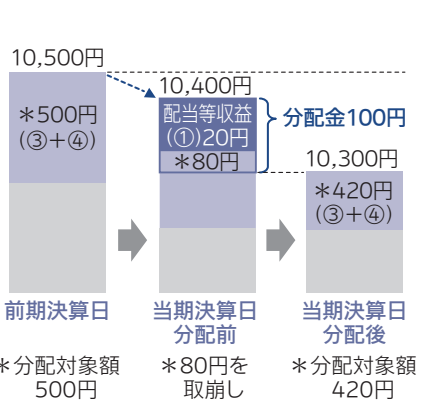 10,500円
10,400円
＊500円
(③+④)
配当等収益
(①)20円
＊80円
分配金100円
10,300円
＊420円
(③+④)
前期決算日
当期決算日
分配前
当期決算日
分配後
＊分配対象額
500円
＊80円を
取崩し
＊分配対象額
420円